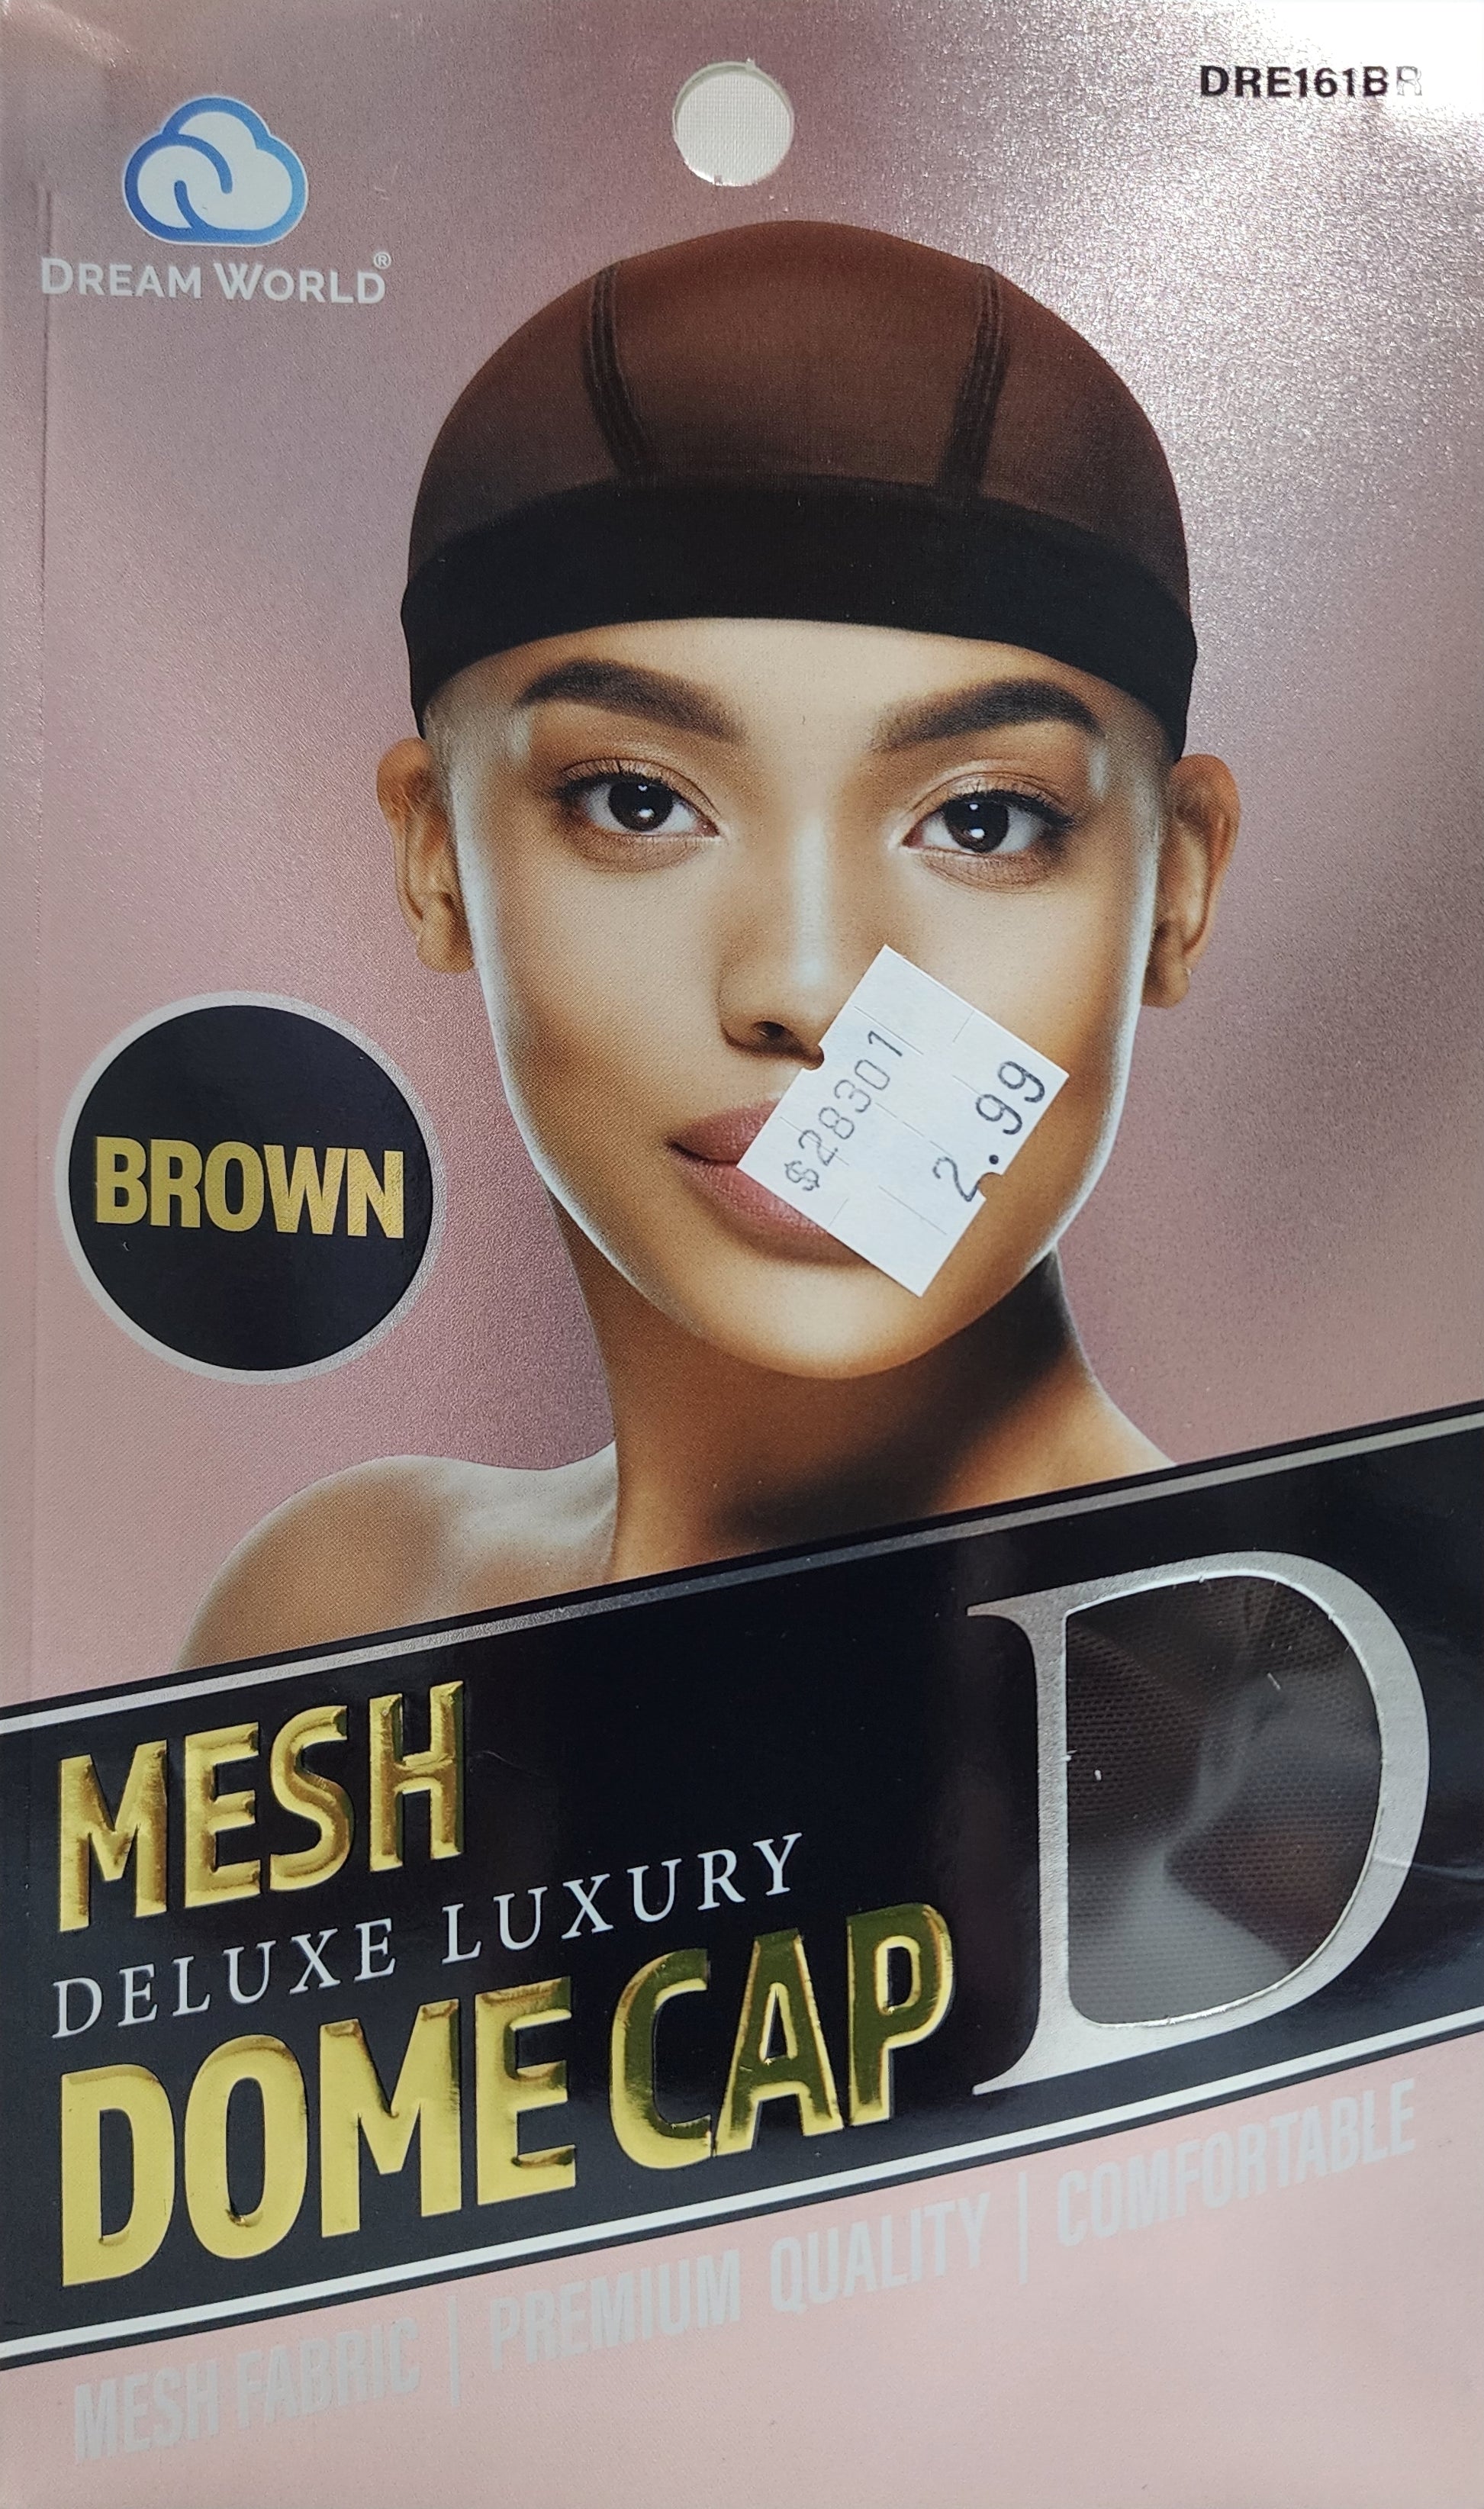 DRE161BR
DREAM WORLD®
$28301
2.99
BROWN
MESH
DELUXE LUXURY
DOME CAP
D
MESH FABRIC | PREMIUM QUALITY | COMFORTABLE